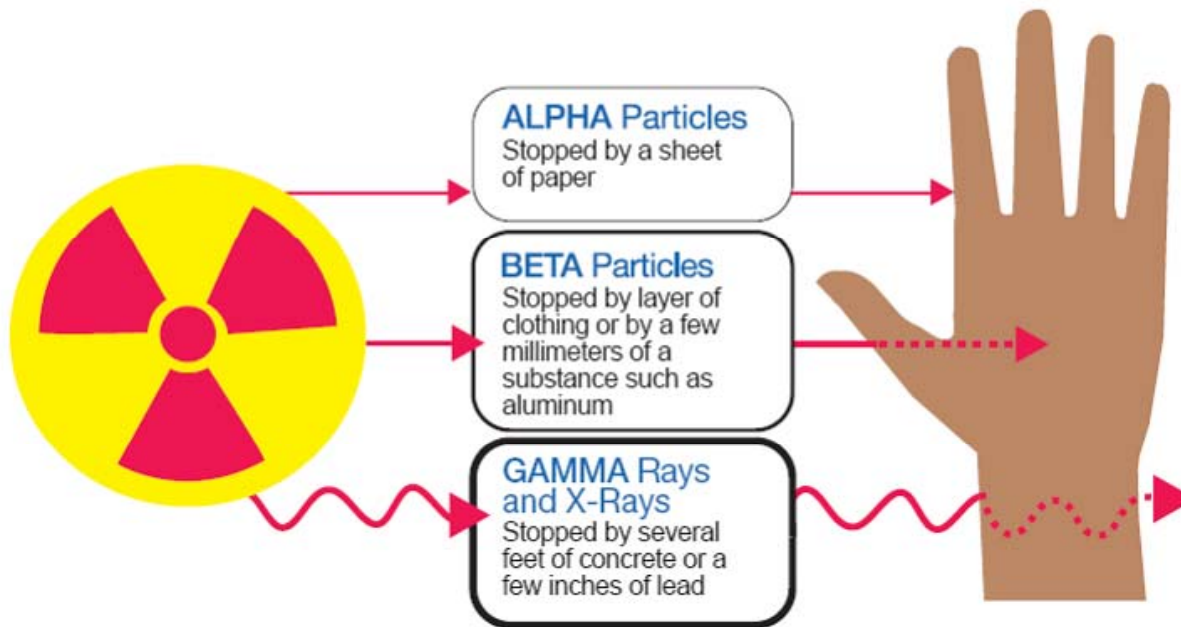 ALPHA Particles
Stopped by a sheet
of paper
BETA Particles
Stopped by layer of
clothing or by a few
millimeters of a
substance such as
aluminum
GAMMA Rays
and X-Rays
Stopped by several
feet of concrete or a
few inches of lead